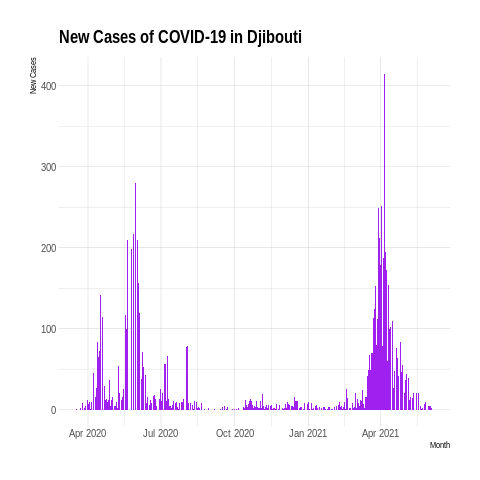 New Cases of COVID-19 in Djibouti
New Cases
400
300
200
100
0
Apr 2020 Jul 2020 Oct 2020 Jan 2021 Apr 2021
Month